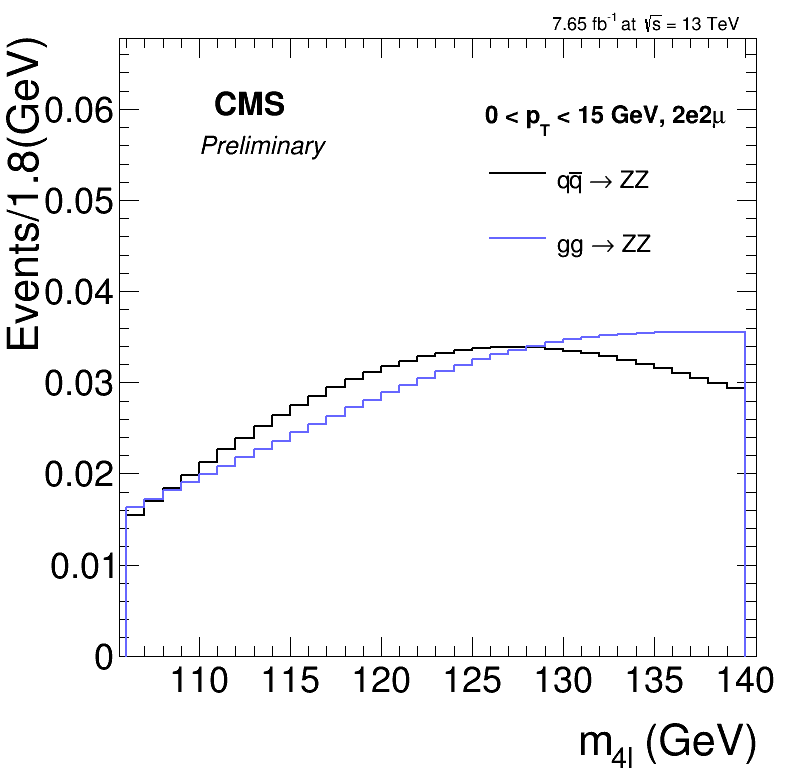 7.65 fb⁻¹ at √s = 13 TeV
CMS
Preliminary
0 < p_T < 15 GeV, 2e2μ
qq̅ → ZZ
gg → ZZ
Events/1.8(GeV)
0.06
0.05
0.04
0.03
0.02
0.01
0
110 115 120 125 130 135 140
m_4l (GeV)